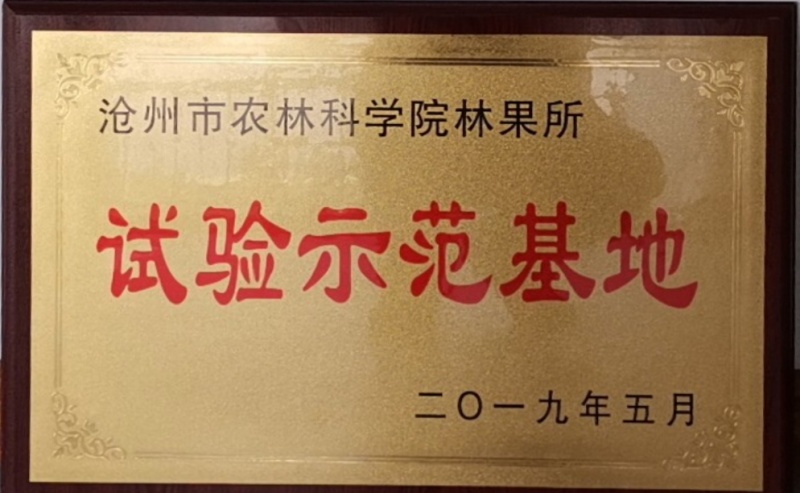 沧州市农林科学院林果所
试验示范基地
二〇一九年五月